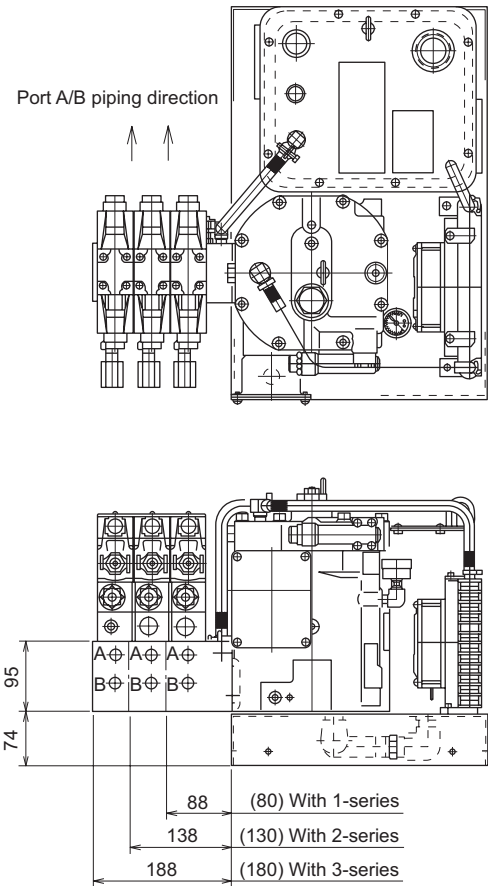 Port A/B piping direction
A A A
B B B
95
74
88 (80) With 1-series
138 (130) With 2-series
188 (180) With 3-series